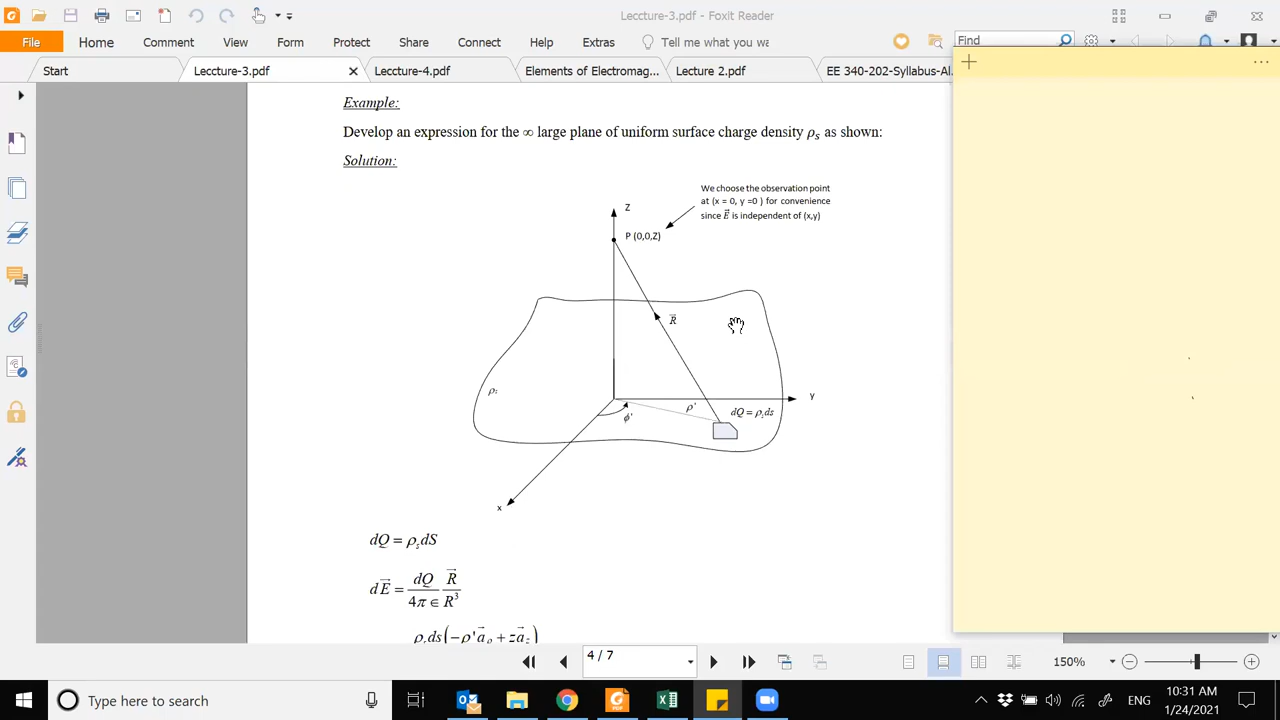 Leccture-3.pdf - Foxit Reader
File Home Comment View Form Protect Share Connect Help Extras Tell me what you wa Find
Start Leccture-3.pdf Leccture-4.pdf Elements of Electromag... Lecture 2.pdf EE 340-202-Syllabus-Al
Example:
Develop an expression for the ∞ large plane of uniform surface charge density ρₛ as shown:
Solution:
We choose the observation point
at (x = 0, y =0 ) for convenience
since E⃗ is independent of (x,y)
Z
P (0,0,Z)
R⃗
ρₛ
y
ρ'
dQ = ρₛds
ϕ'
x
dQ = ρₛdS
dE⃗ = dQ/4π∈ R⃗/R³
ρₛds(−ρ'a⃗ρ + za⃗z)
4 / 7
150%
Type here to search
ENG
10:31 AM
1/24/2021